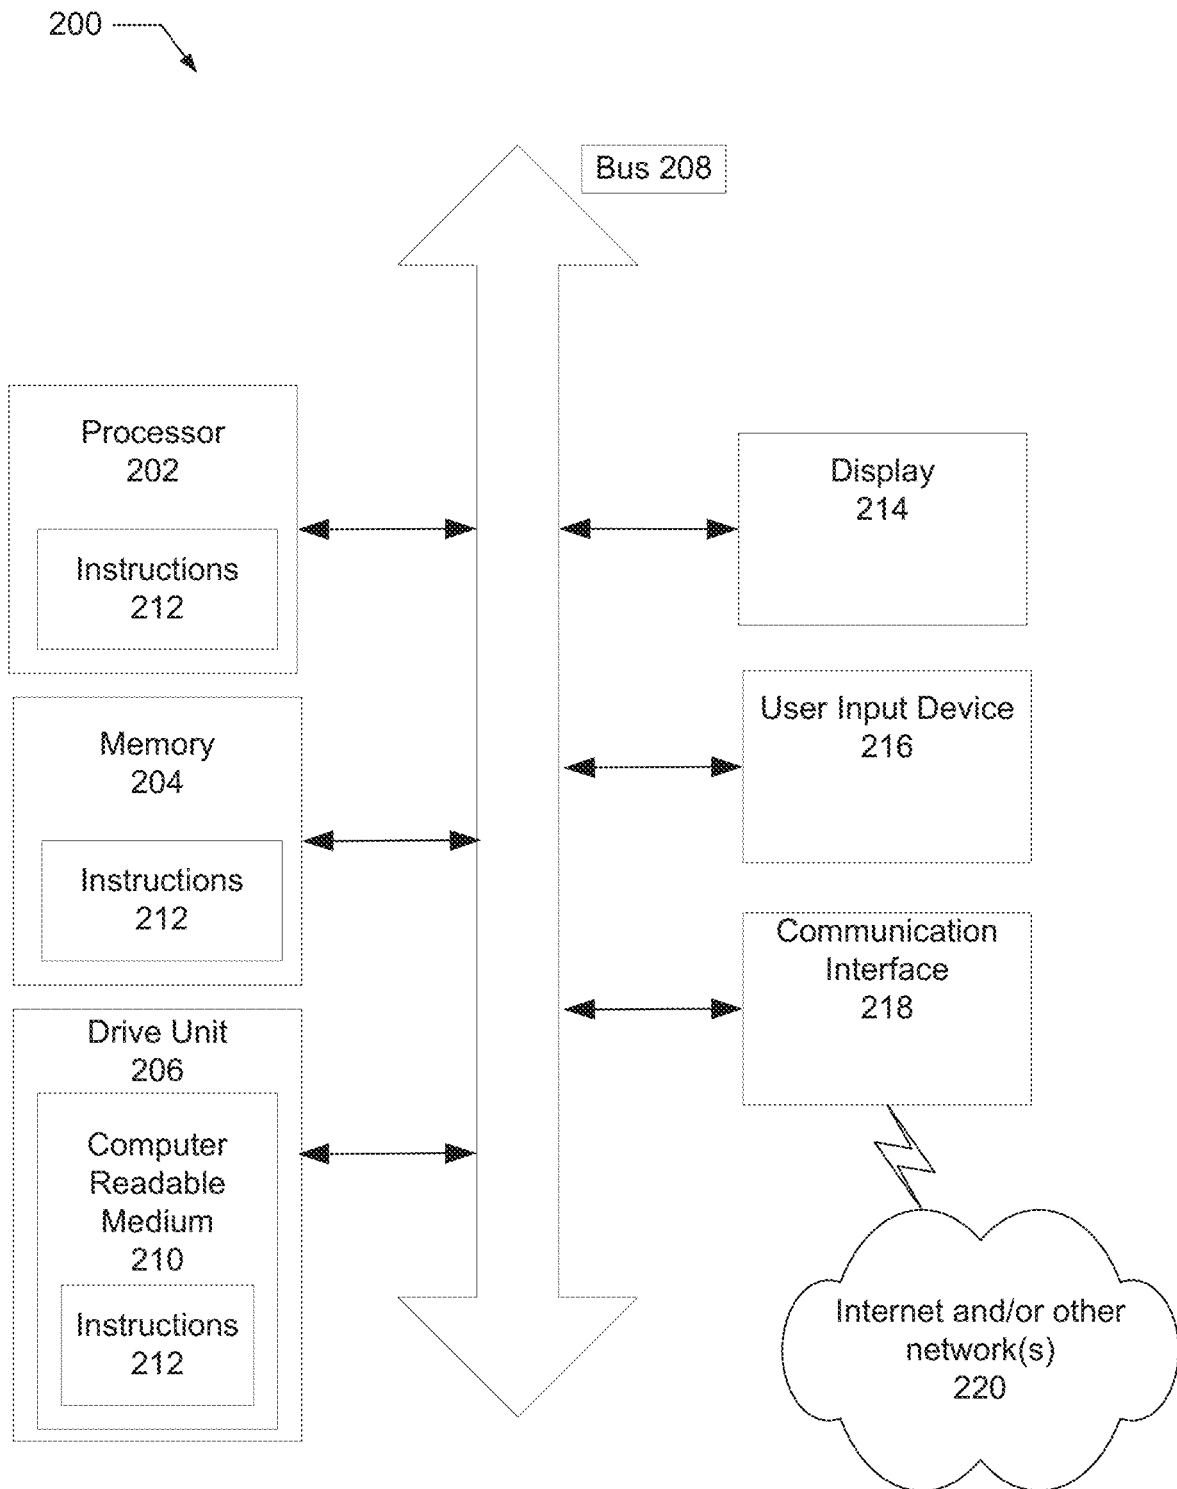 200
Bus 208
Processor
202
Instructions
212
Memory
204
Instructions
212
Drive Unit
206
Computer
Readable
Medium
210
Instructions
212
Display
214
User Input Device
216
Communication
Interface
218
Internet and/or other
network(s)
220